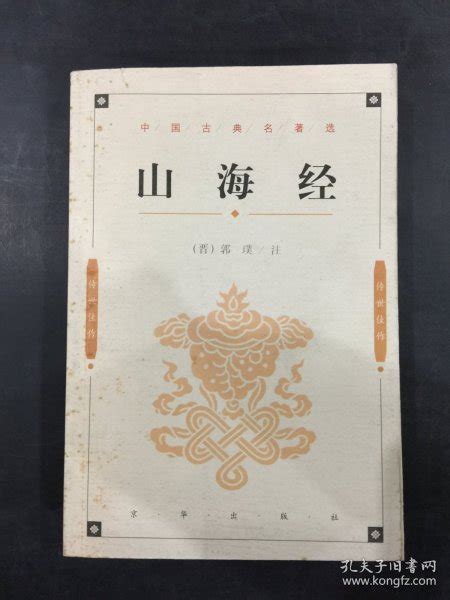 中/国/古/典/名/著/选
山海经
(晋)郭 璞/注
传世佳作
传世佳作
京·华·出·版·社
孔夫子旧书网
www.kongfz.com